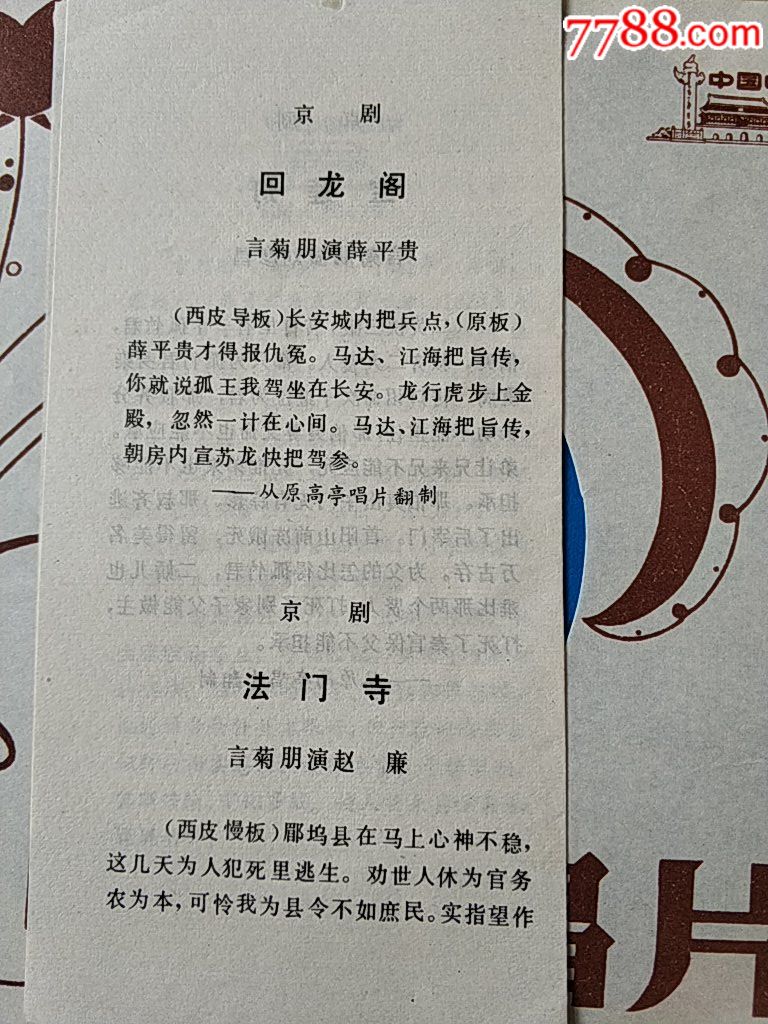 7788.com
中国
京 剧
回 龙 阁
言菊朋演薛平贵
（西皮导板）长安城内把兵点，（原板）
薛平贵才得报仇冤。马达、江海把旨传，
你就说孤王我驾坐在长安。龙行虎步上金
殿，忽然一计在心间。马达、江海把旨传，
朝房内宣苏龙快把驾参。
——从原高亭唱片翻制
京 剧
法 门 寺
言菊朋演赵 廉
（西皮慢板）郿坞县在马上心神不稳，
这几天为人犯死里逃生。劝世人休为官务
农为本，可怜我为县令不如庶民。实指望作
唱片